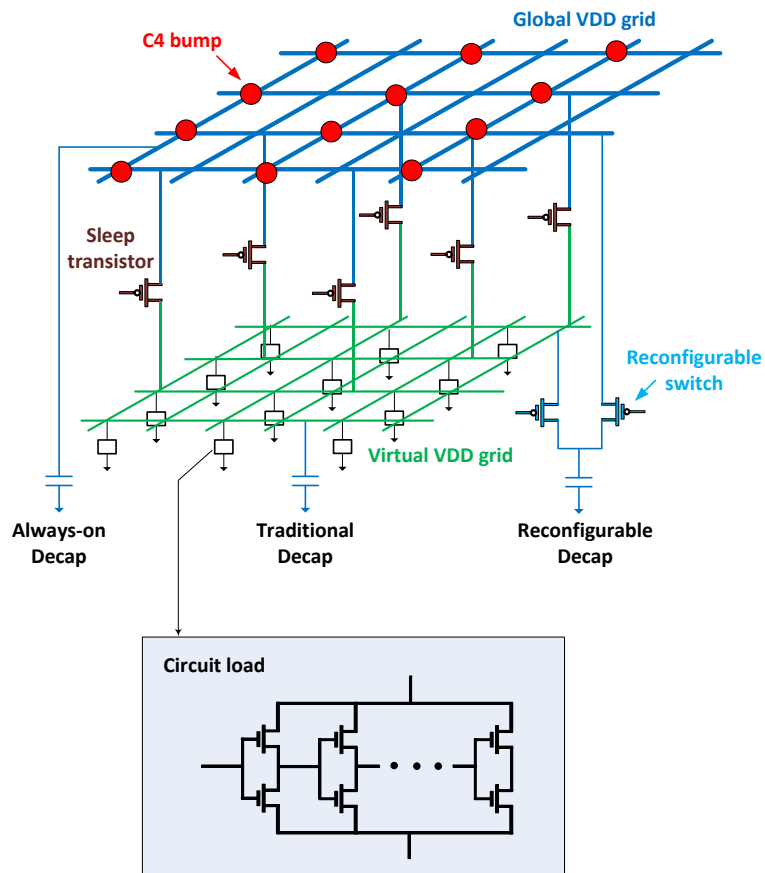 Global VDD grid
C4 bump
Sleep
transistor
Reconfigurable
switch
Virtual VDD grid
Always-on
Decap
Traditional
Decap
Reconfigurable
Decap
Circuit load